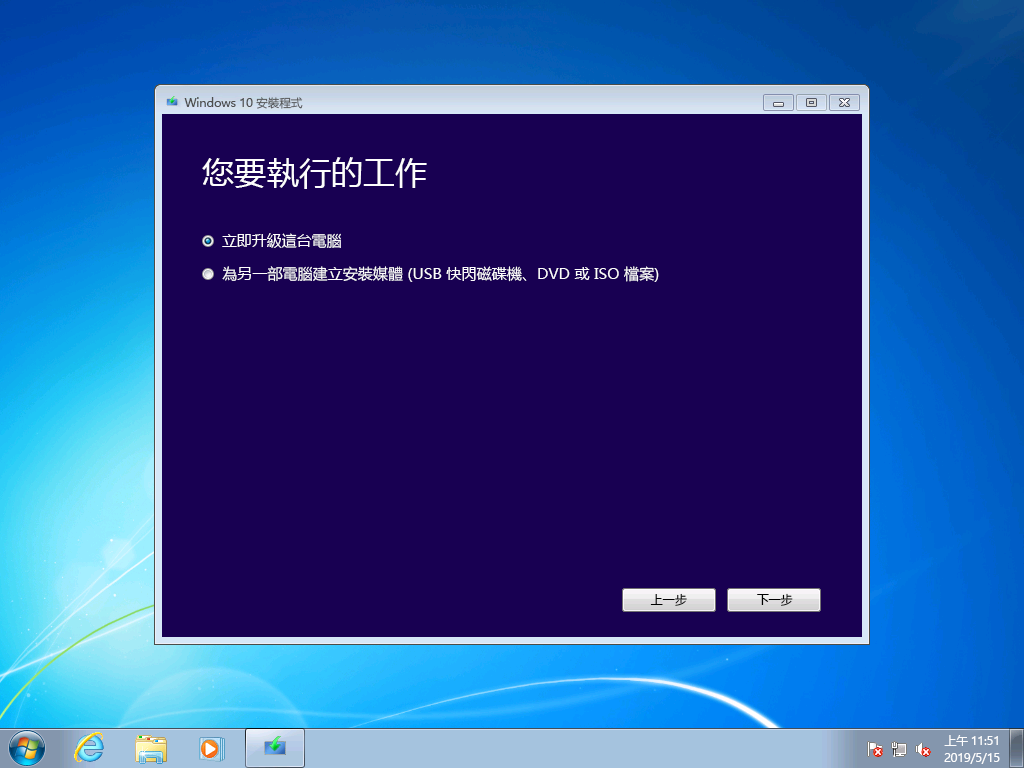 Windows 10 安裝程式
您要執行的工作
立即升級這台電腦
為另一部電腦建立安裝媒體 (USB 快閃磁碟機、DVD 或 ISO 檔案)
上一步
下一步
上午 11:51
2019/5/15